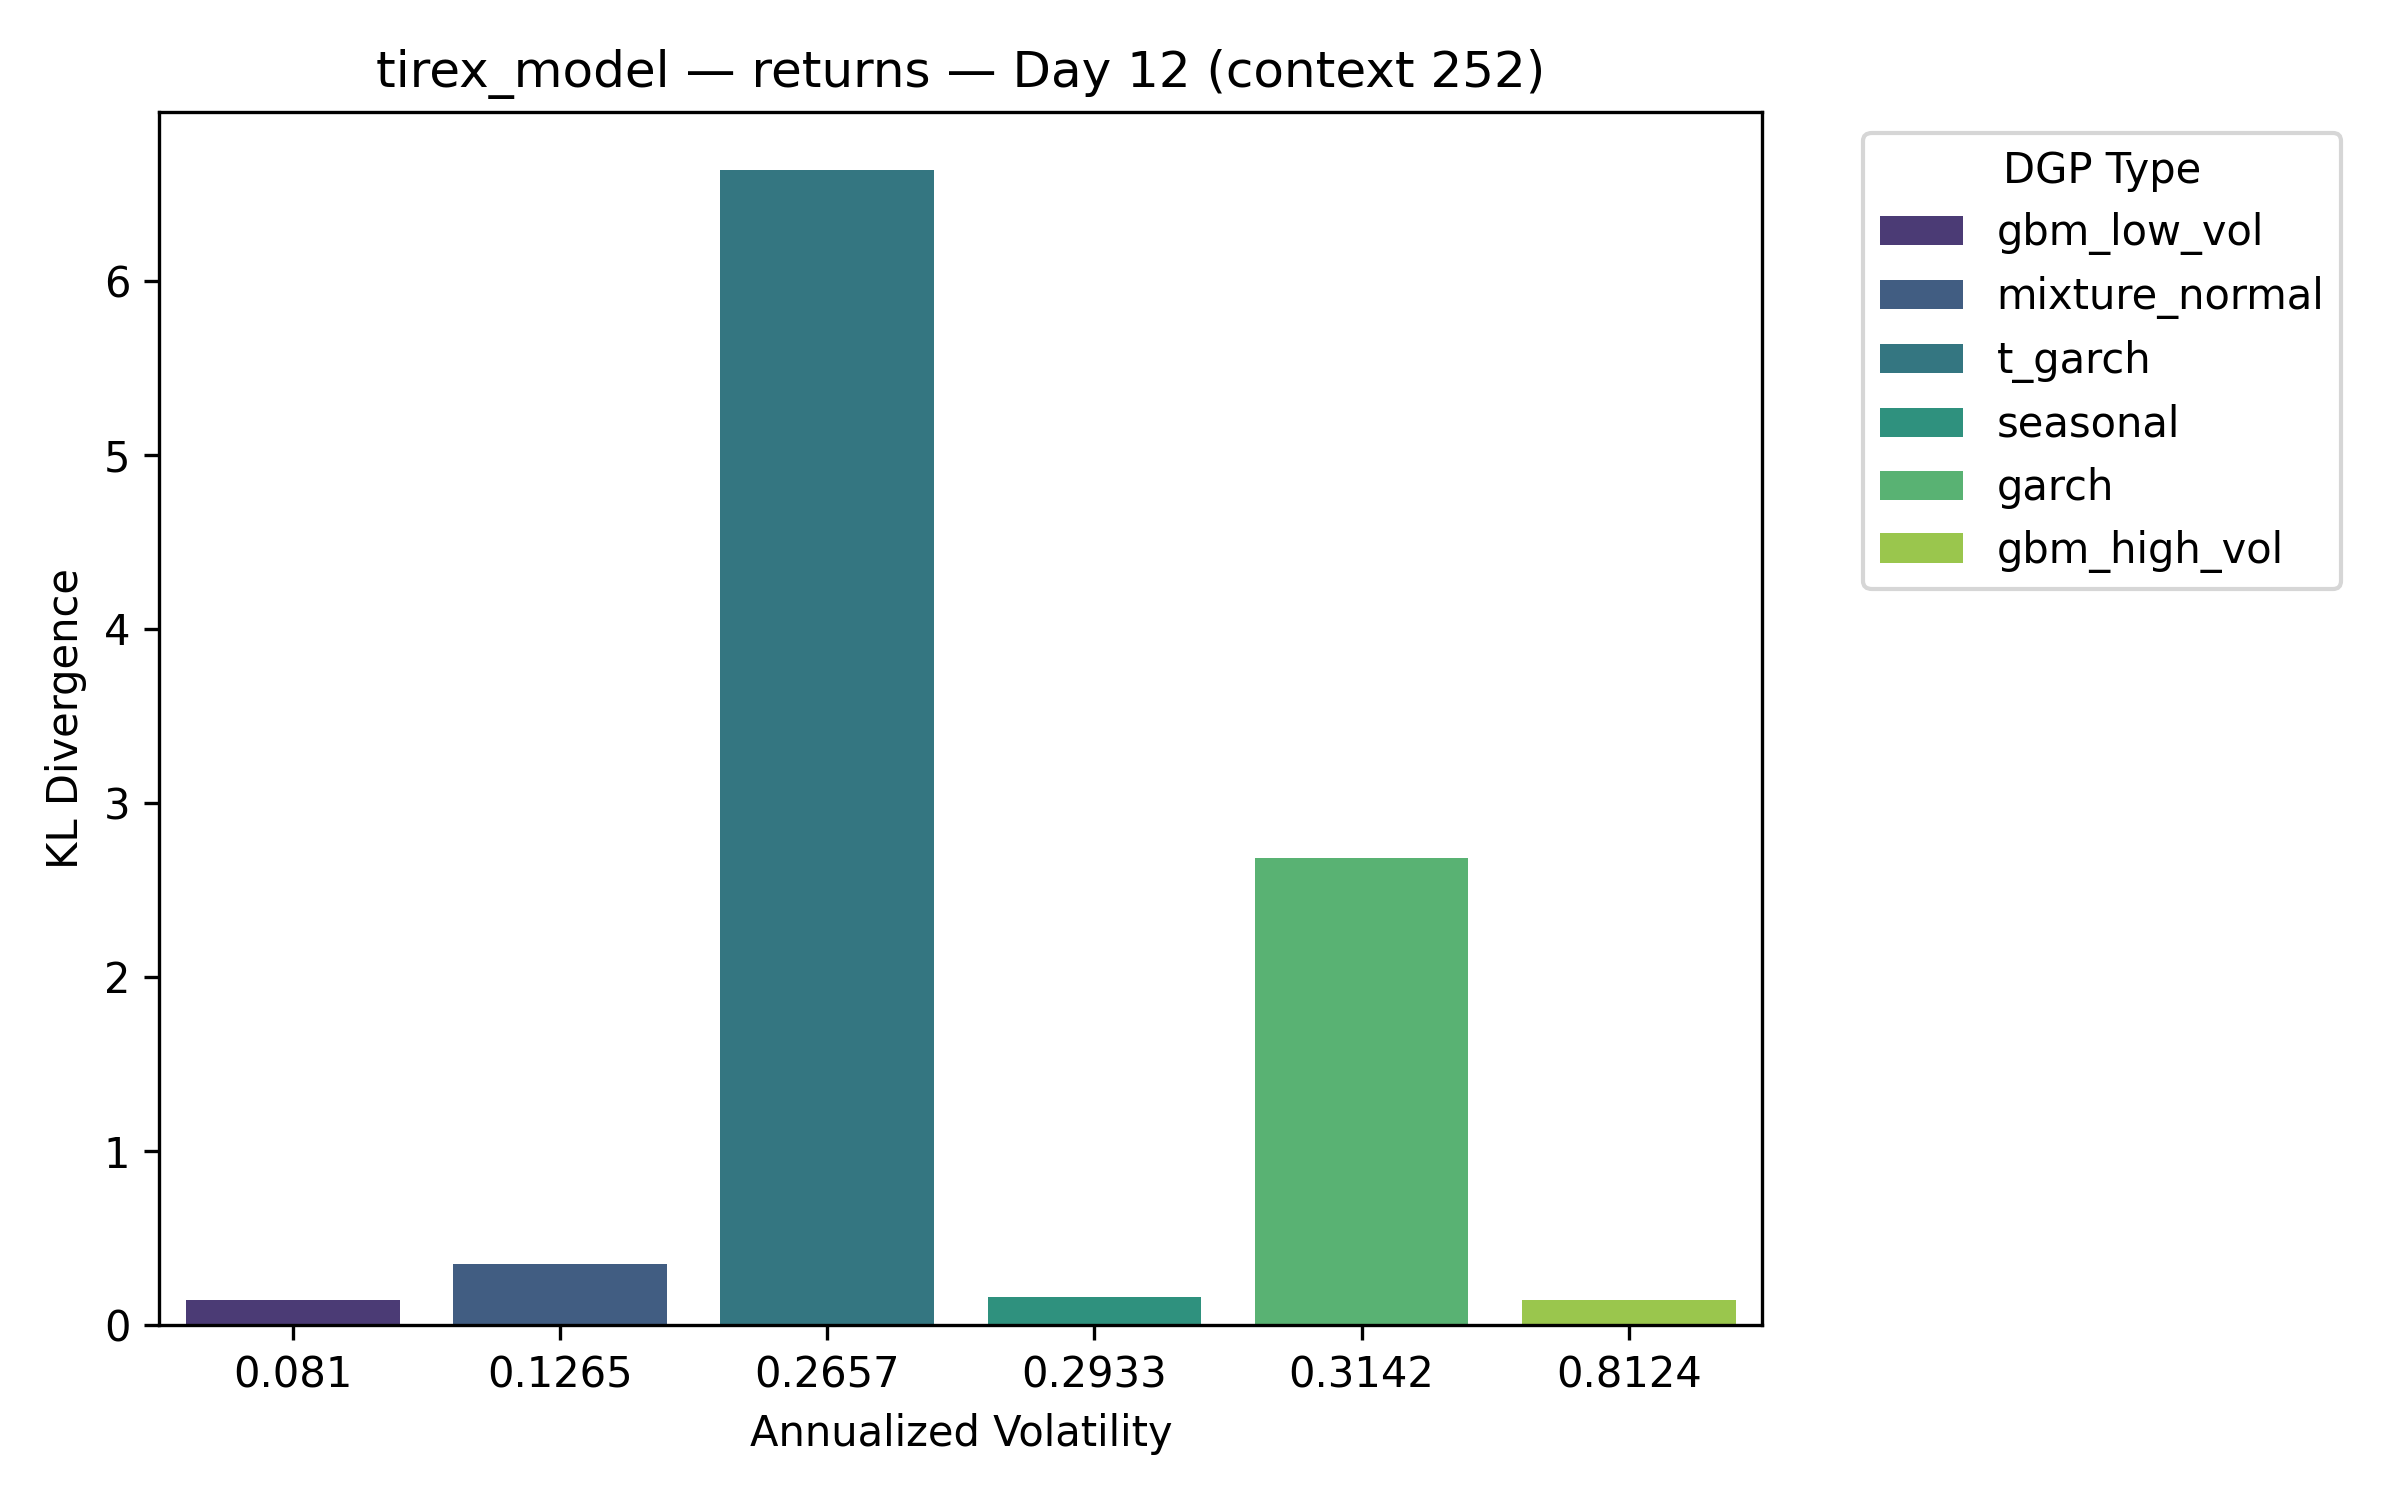 tirex_model — returns — Day 12 (context 252)
KL Divergence
6
5
4
3
2
1
0
0.081 0.1265 0.2657 0.2933 0.3142 0.8124
Annualized Volatility
DGP Type
gbm_low_vol
mixture_normal
t_garch
seasonal
garch
gbm_high_vol